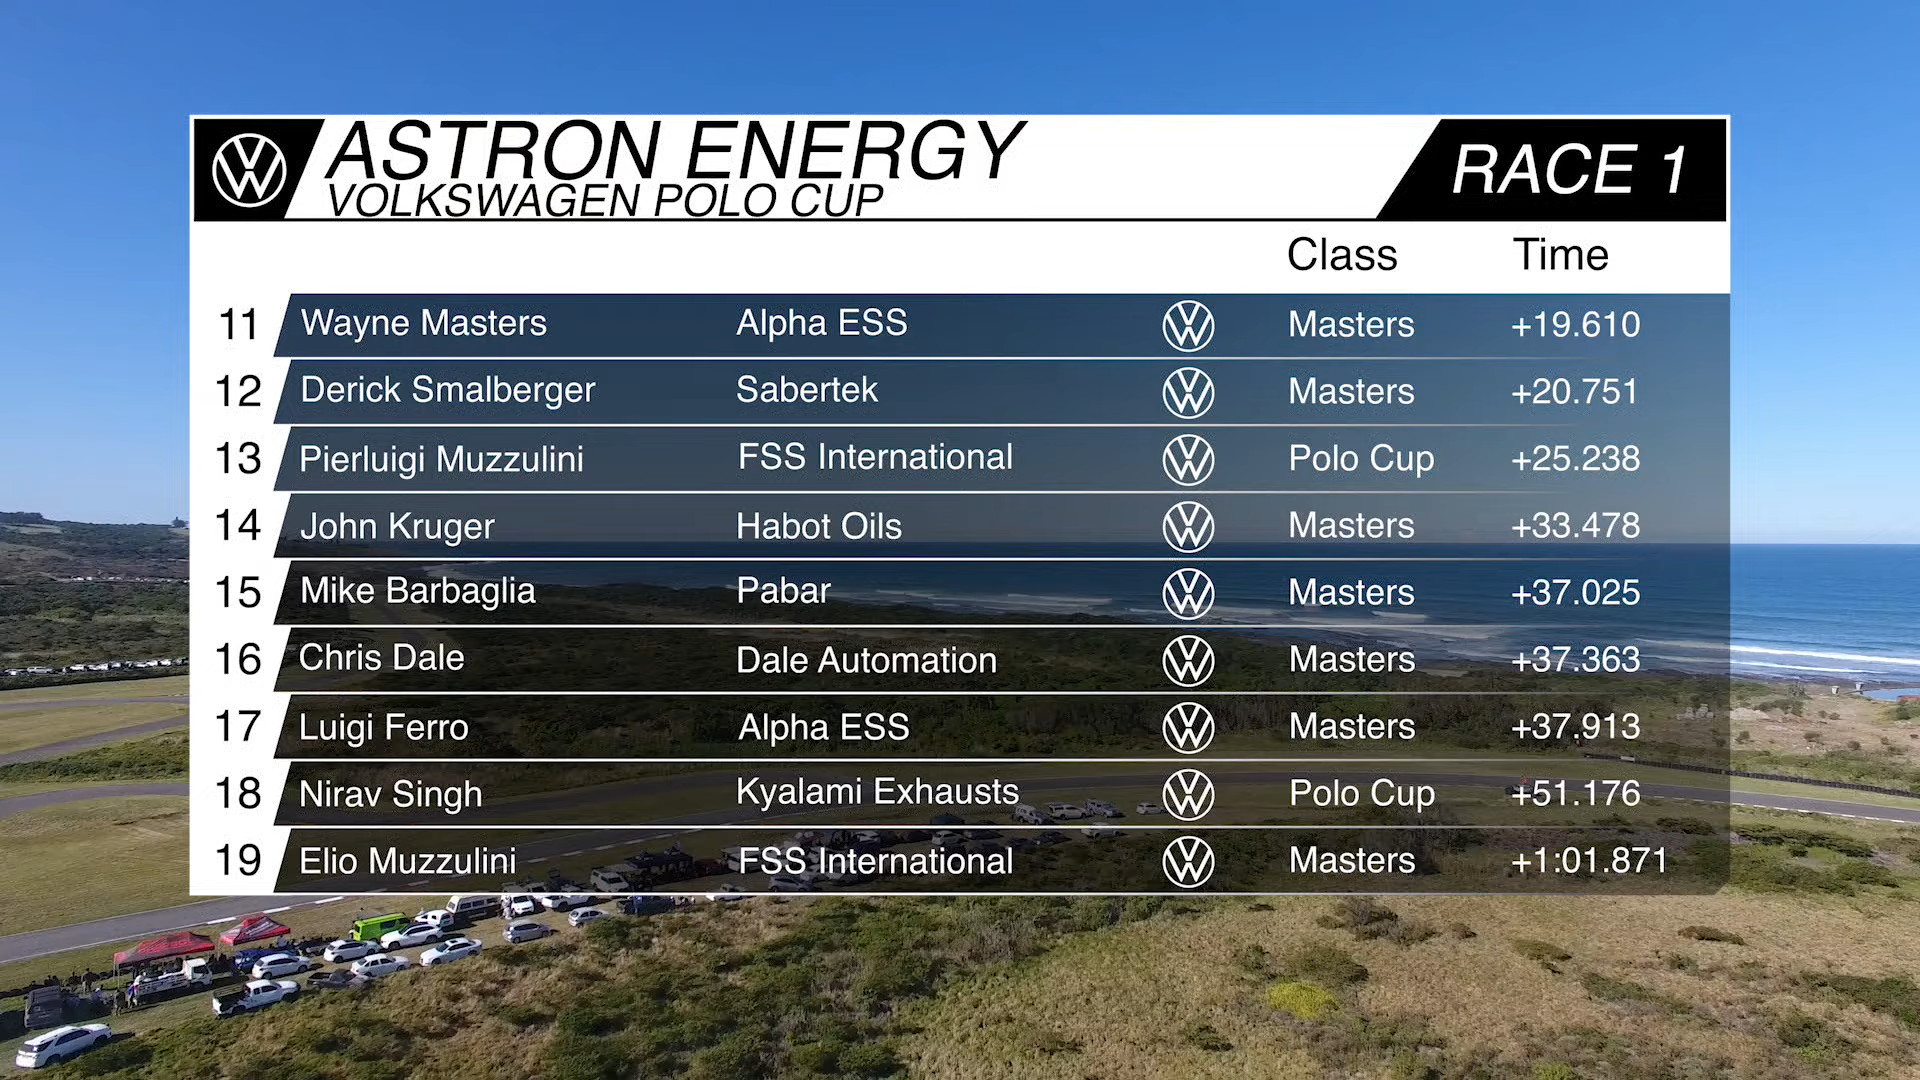 ASTRON ENERGY
VOLKSWAGEN POLO CUP
RACE 1
Class Time
11 Wayne Masters Alpha ESS Masters +19.610
12 Derick Smalberger Sabertek Masters +20.751
13 Pierluigi Muzzulini FSS International Polo Cup +25.238
14 John Kruger Habot Oils Masters +33.478
15 Mike Barbaglia Pabar Masters +37.025
16 Chris Dale Dale Automation Masters +37.363
17 Luigi Ferro Alpha ESS Masters +37.913
18 Nirav Singh Kyalami Exhausts Polo Cup +51.176
19 Elio Muzzulini FSS International Masters +1:01.871